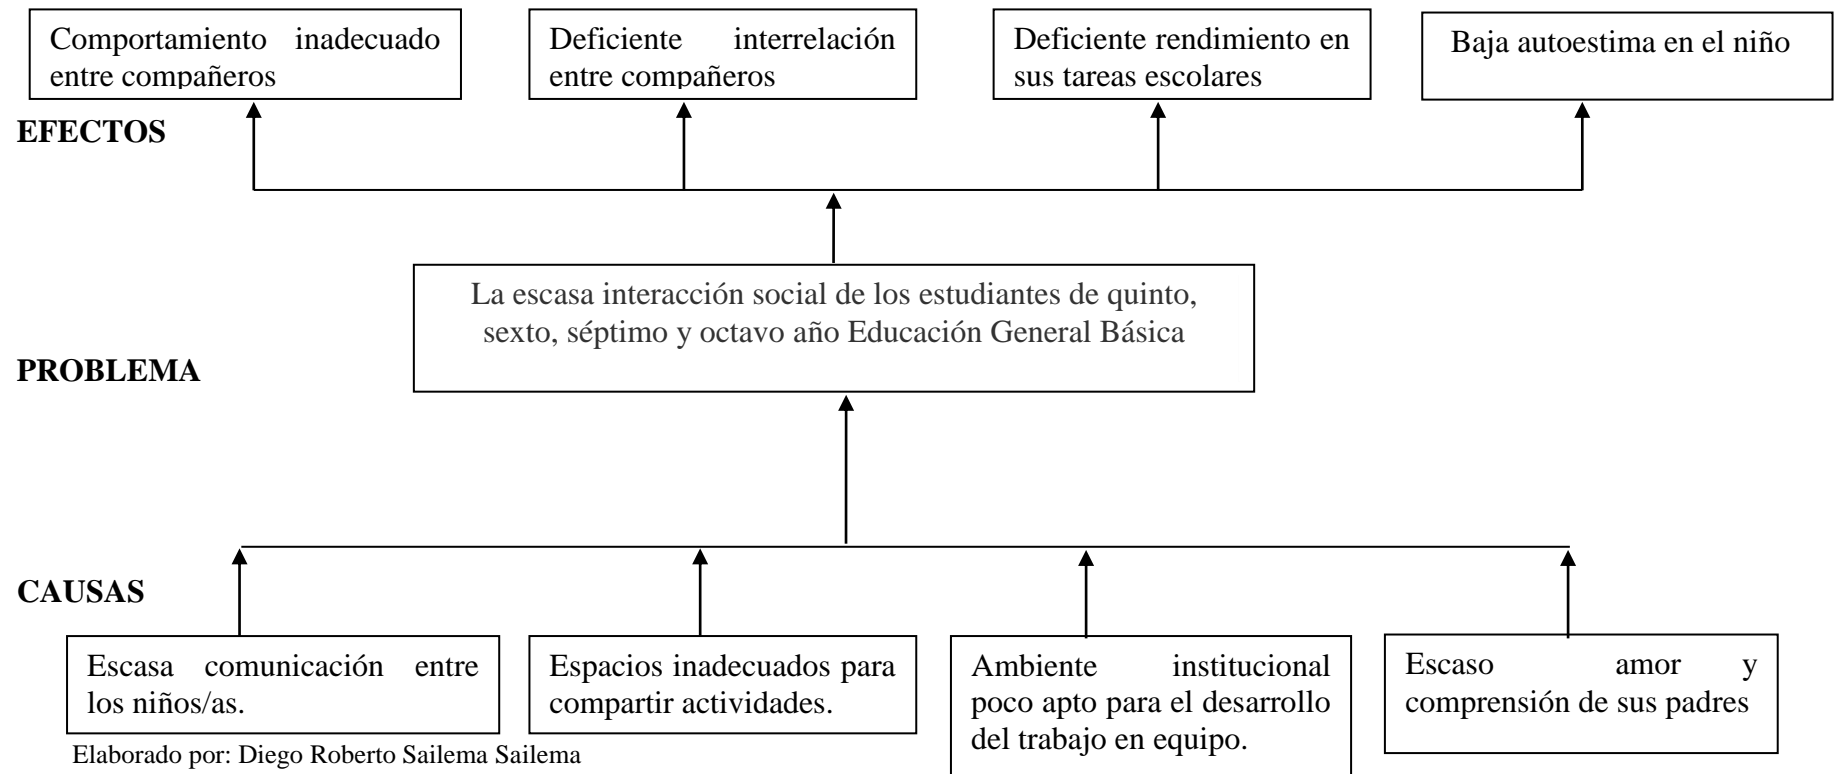 Comportamiento inadecuado
entre compañeros
Deficiente interrelación
entre compañeros
Deficiente rendimiento en
sus tareas escolares
Baja autoestima en el niño
EFECTOS
La escasa interacción social de los estudiantes de quinto,
sexto, séptimo y octavo año Educación General Básica
PROBLEMA
CAUSAS
Escasa comunicación entre
los niños/as.
Espacios inadecuados para
compartir actividades.
Ambiente institucional
poco apto para el desarrollo
del trabajo en equipo.
Escaso amor y
comprensión de sus padres
Elaborado por: Diego Roberto Sailema Sailema